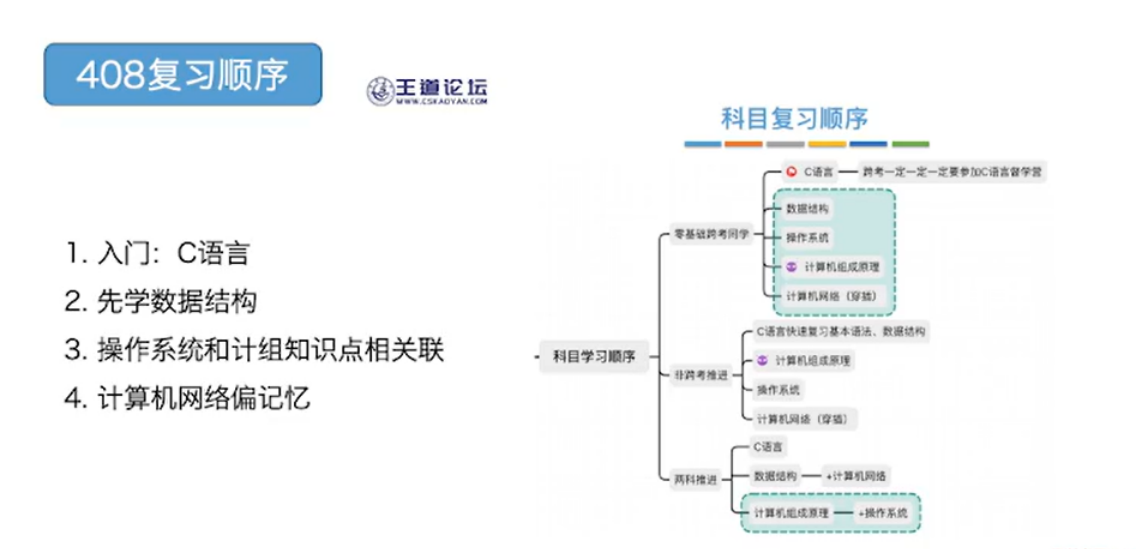 408复习顺序
王道论坛
WWW.CSKAOYAN.COM
科目复习顺序
1. 入门：C语言
2. 先学数据结构
3. 操作系统和计组知识点相关联
4. 计算机网络偏记忆
科目学习顺序
零基础跨考同学
C语言
跨考一定一定一定要参加C语言督学营
数据结构
操作系统
计算机组成原理
计算机网络（穿插）
非跨考推进
C语言快速复习基本语法、数据结构
计算机组成原理
操作系统
计算机网络（穿插）
两科推进
C语言
数据结构
+计算机网络
计算机组成原理
+操作系统